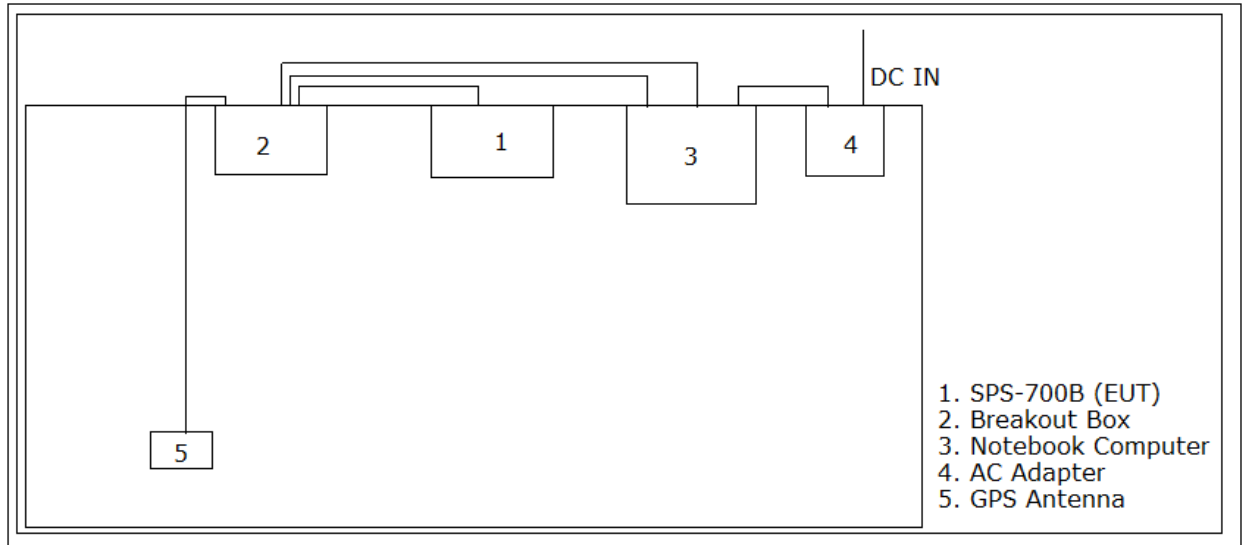 DC IN
2
1
3
4
5
1. SPS-700B (EUT)
2. Breakout Box
3. Notebook Computer
4. AC Adapter
5. GPS Antenna